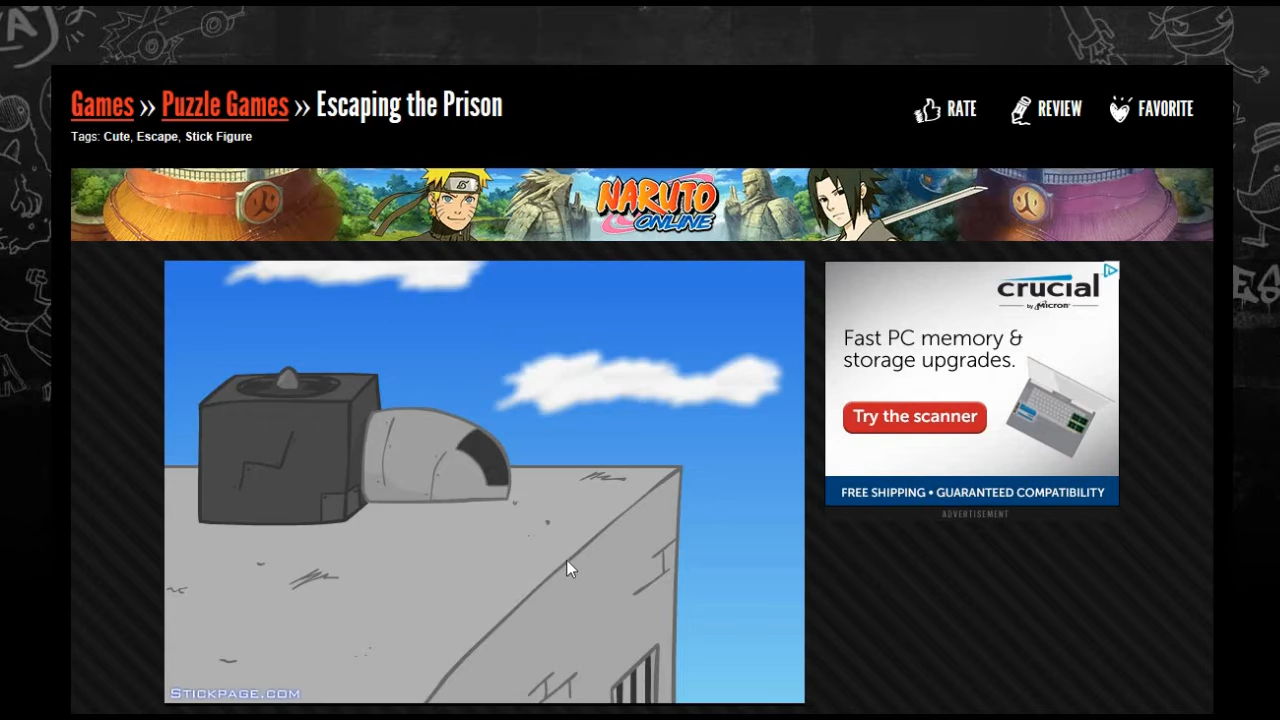 Games » Puzzle Games » Escaping the Prison
RATE
REVIEW
FAVORITE
Tags: Cute, Escape, Stick Figure
NARUTO
ONLINE
crucial
by Micron
Fast PC memory &
storage upgrades.
Try the scanner
FREE SHIPPING • GUARANTEED COMPATIBILITY
ADVERTISEMENT
STICKPAGE.COM